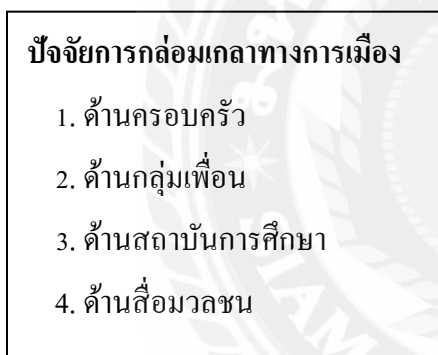 ปัจจัยการกล่อมเกลาทางการเมือง
1. ด้านครอบครัว
2. ด้านกลุ่มเพื่อน
3. ด้านสถาบันการศึกษา
4. ด้านสื่อมวลชน
SIAM